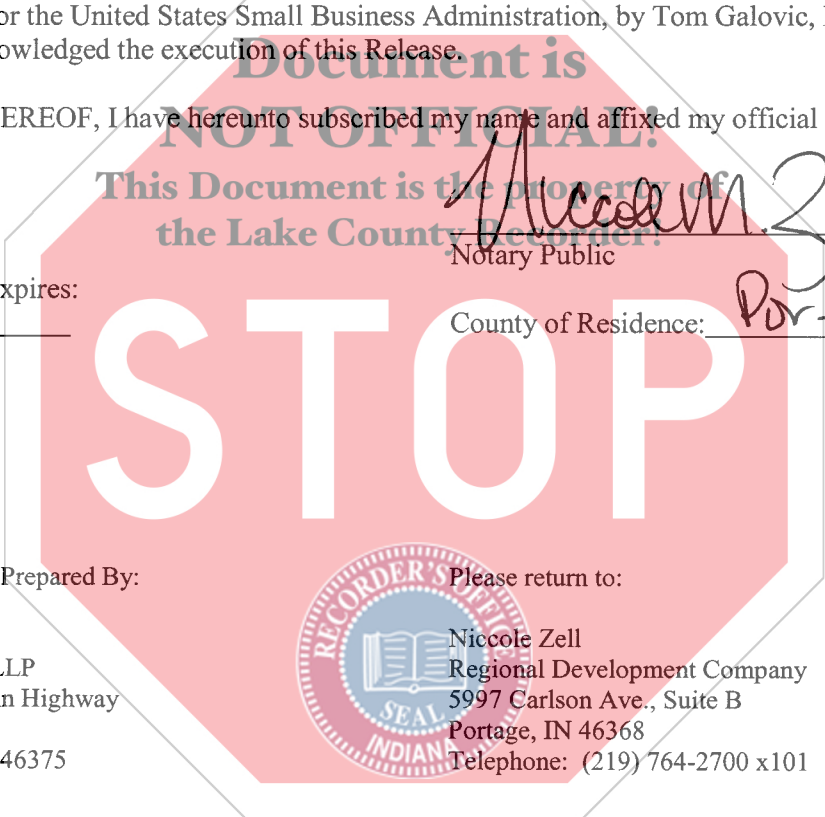 or the United States Small Business Administration, by Tom Galovic,
owledged the execution of this Release.
Document is
EREOF, I have hereunto subscribed my name and affixed my official
NOT OFFICIAL!
This Document is the property of
the Lake County Recorder!
Niccole M. Z
Notary Public
xpires:
County of Residence: Por
STOP
Prepared By:
Please return to:
RECORDER'S OFFICE
SEAL
INDIANA
LLP
n Highway
46375
Niccole Zell
Regional Development Company
5997 Carlson Ave., Suite B
Portage, IN 46368
Telephone: (219) 764-2700 x101